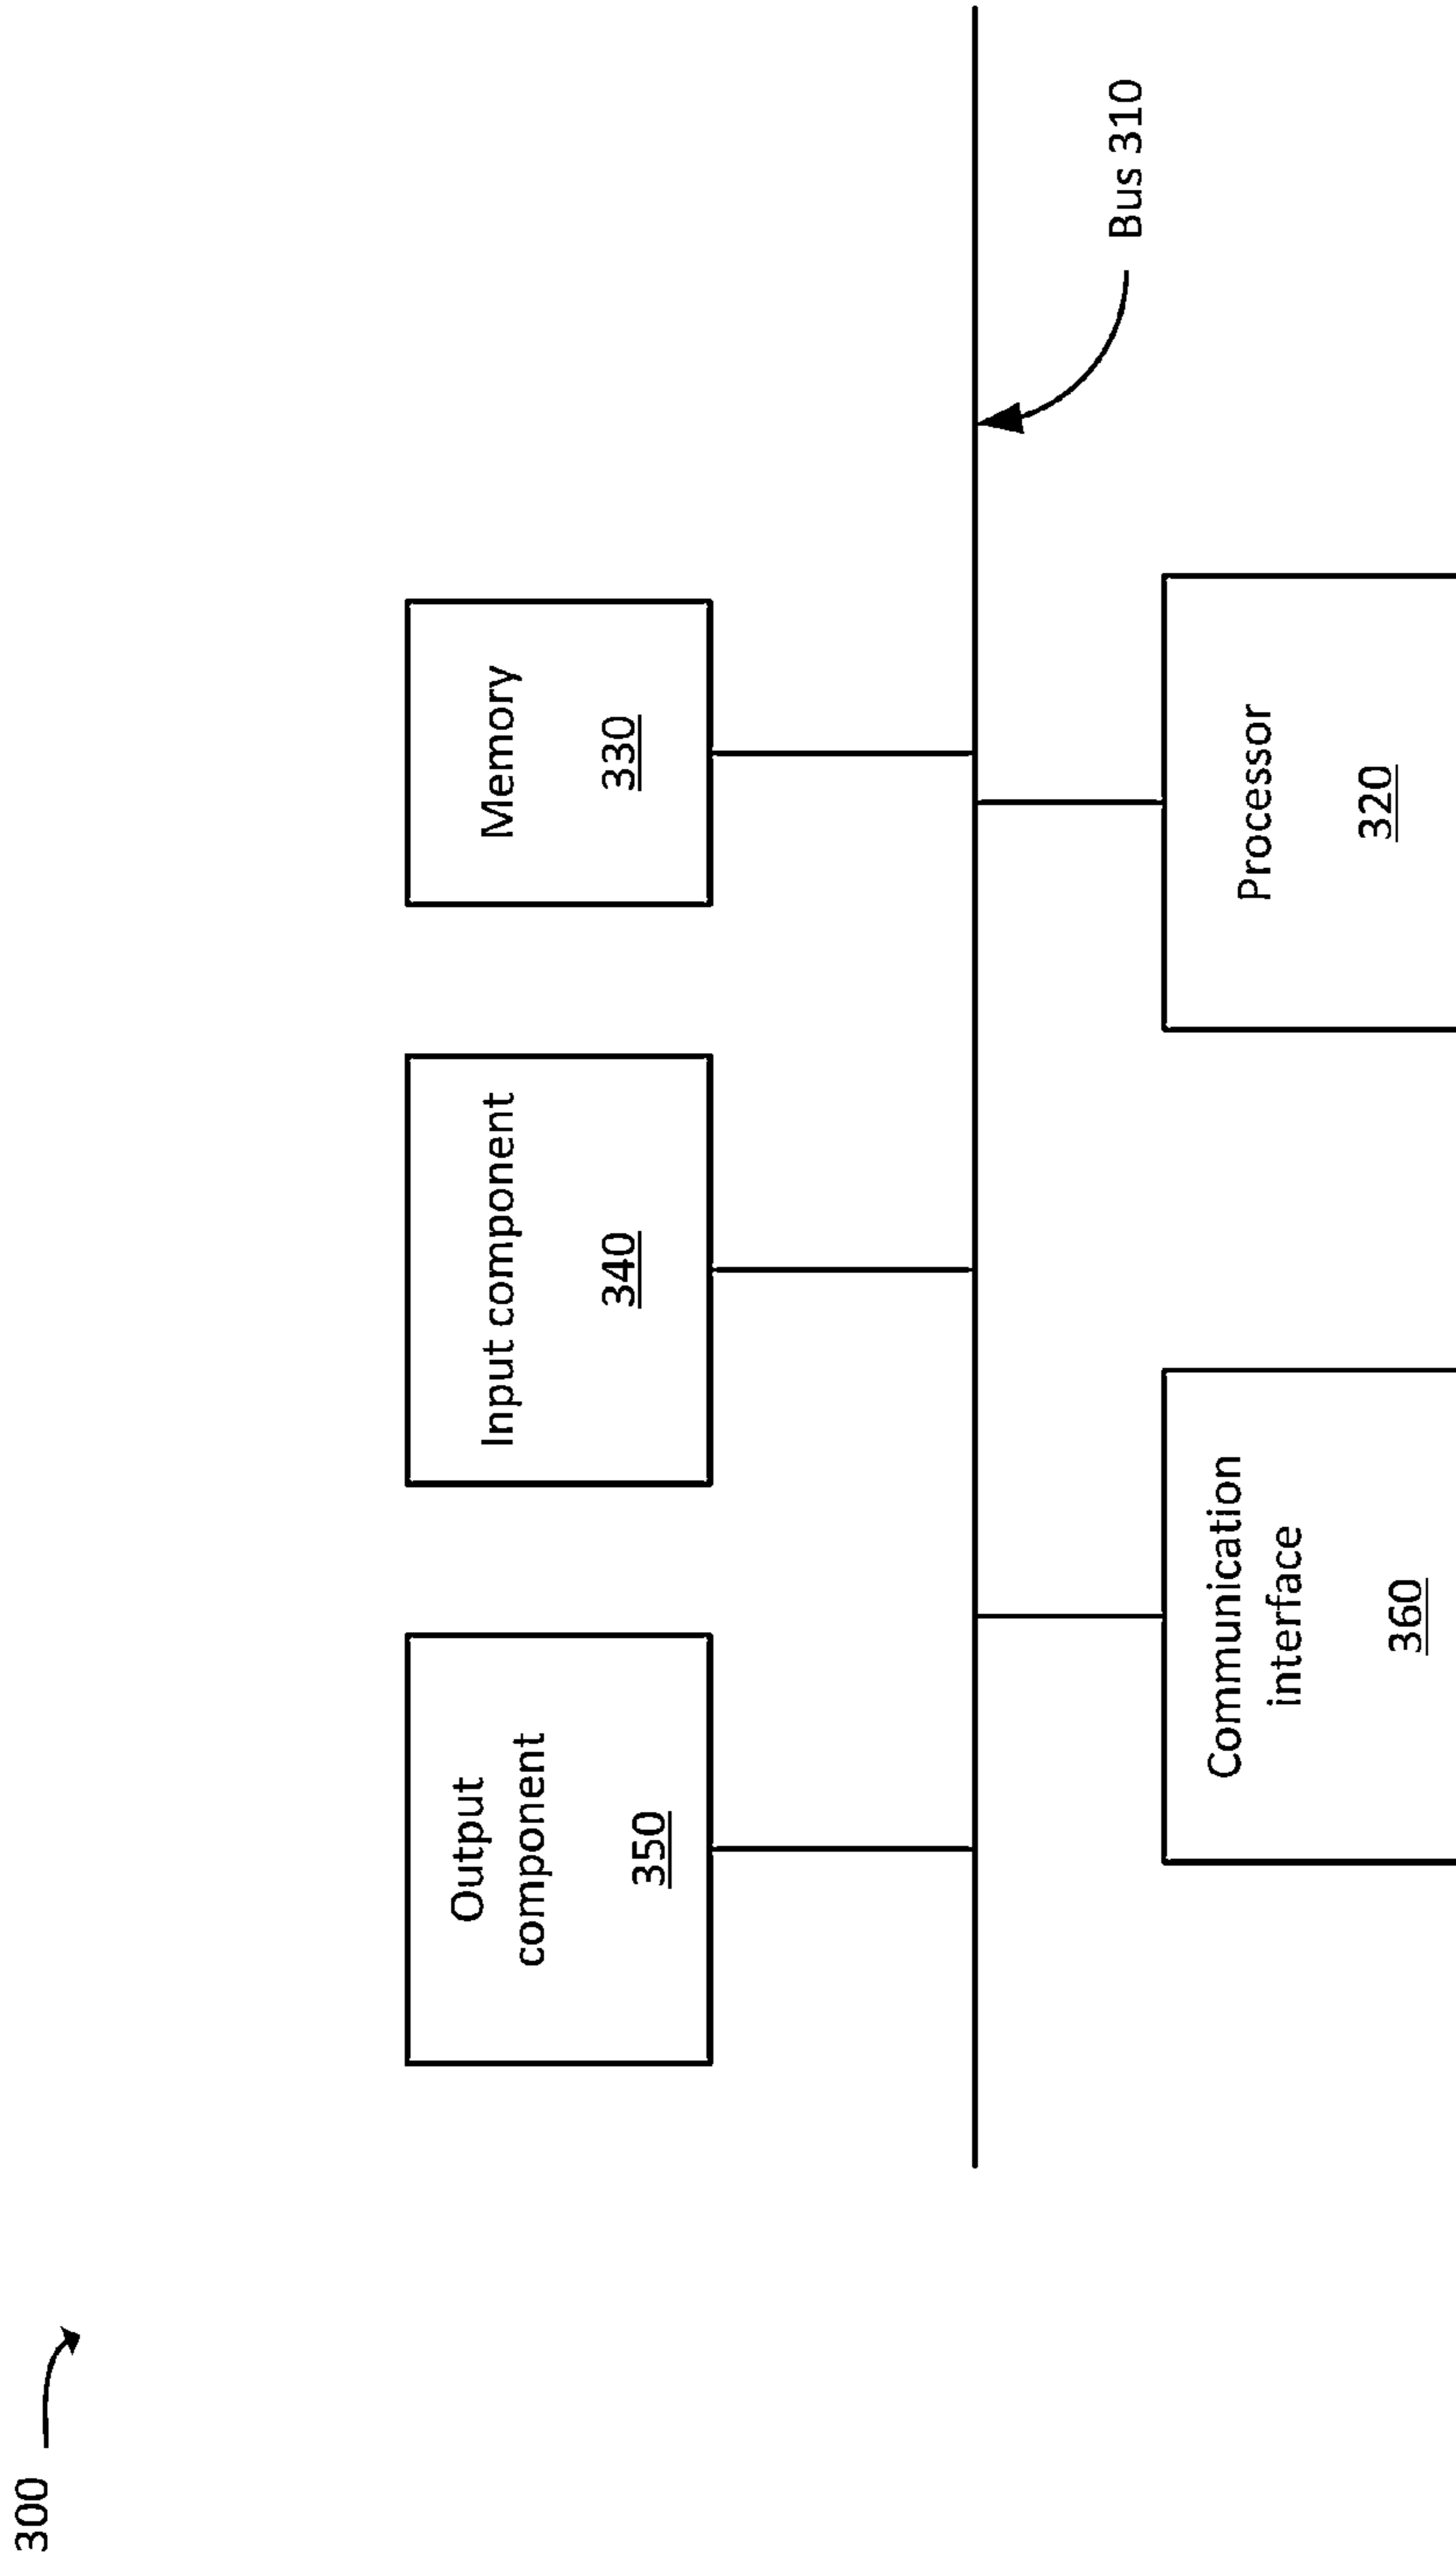 300
Output
component
350
Input component
340
Memory
330
Bus 310
Communication
interface
360
Processor
320